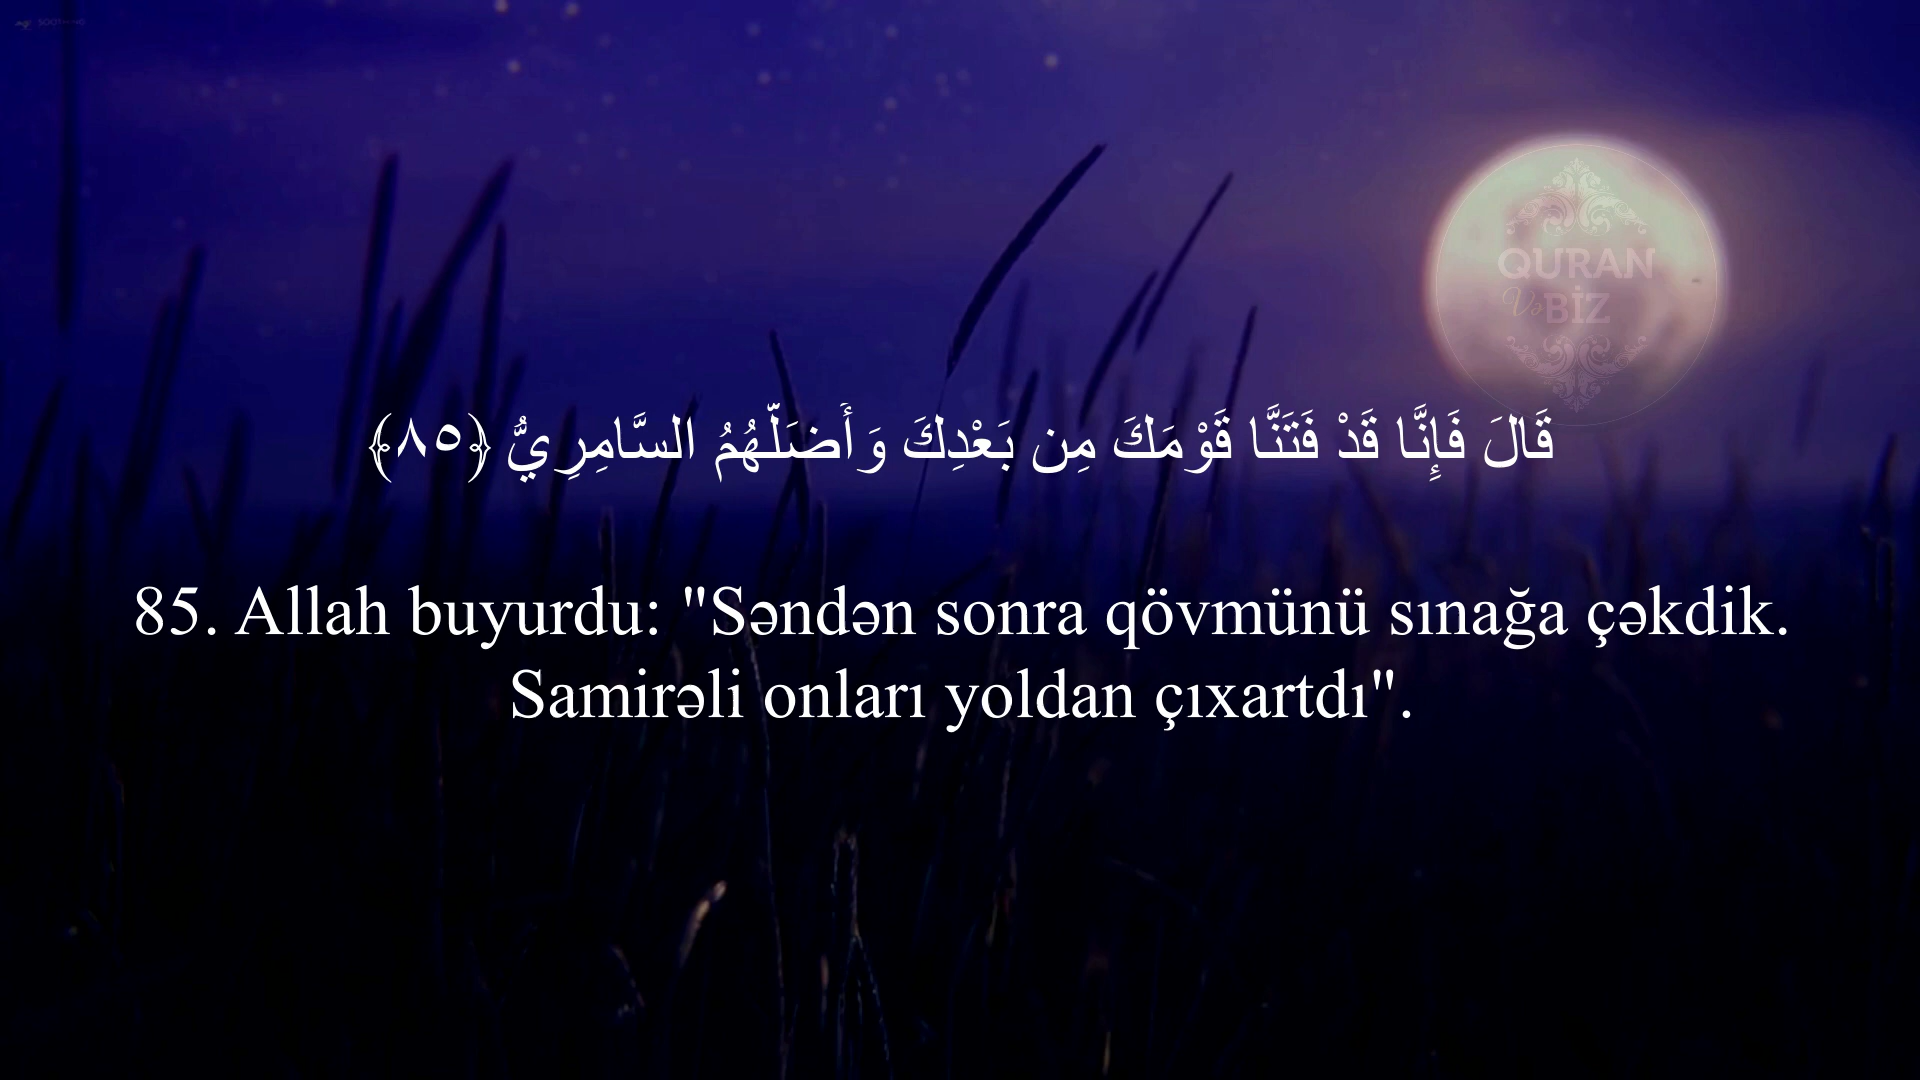 SOOTHING
QURAN
Və BİZ
قَالَ فَإِنَّا قَدْ فَتَنَّا قَوْمَكَ مِن بَعْدِكَ وَأَضَلَّهُمُ السَّامِرِيُّ ﴿٨٥﴾
85. Allah buyurdu: "Səndən sonra qövmünü sınağa çəkdik.
Samirəli onları yoldan çıxartdı".